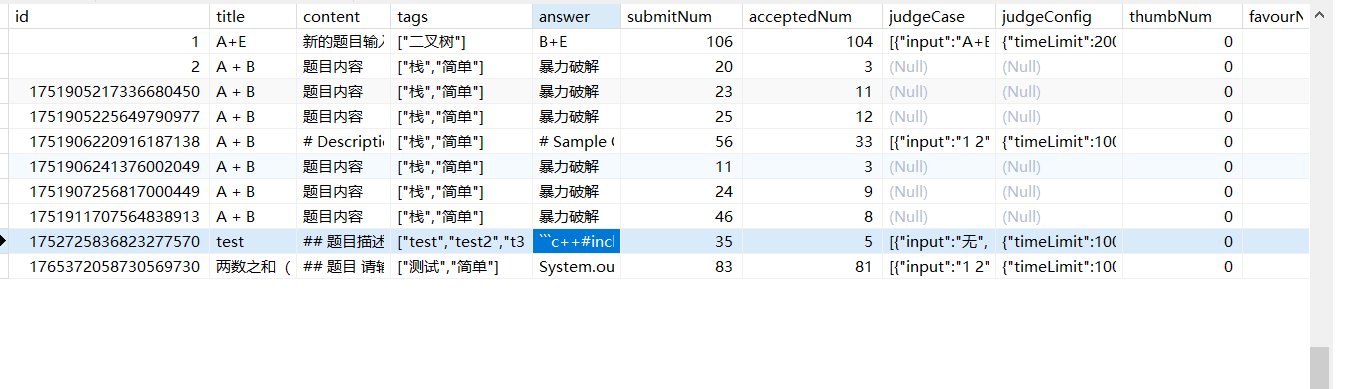 id title content tags answer submitNum acceptedNum judgeCase judgeConfig thumbNum favourN
1 A+E 新的题目输入 ["二叉树"] B+E 106 104 [{"input":"A+E {"timeLimit":200 0
2 A + B 题目内容 ["栈","简单"] 暴力破解 20 3 (Null) (Null) 0
1751905217336680450 A + B 题目内容 ["栈","简单"] 暴力破解 23 11 (Null) (Null) 0
1751905225649790977 A + B 题目内容 ["栈","简单"] 暴力破解 25 12 (Null) (Null) 0
1751906220916187138 A + B # Descriptio ["栈","简单"] # Sample C 56 33 [{"input":"1 2" {"timeLimit":100 0
1751906241376002049 A + B 题目内容 ["栈","简单"] 暴力破解 11 3 (Null) (Null) 0
1751907256817000449 A + B 题目内容 ["栈","简单"] 暴力破解 24 9 (Null) (Null) 0
1751911707564838913 A + B 题目内容 ["栈","简单"] 暴力破解 46 8 (Null) (Null) 0
1752725836823277570 test ## 题目描述 ["test","test2","t3 ```c++#incl 35 5 [{"input":"无", {"timeLimit":100 0
1765372058730569730 两数之和（ ## 题目 请输 ["测试","简单"] System.ou 83 81 [{"input":"1 2" {"timeLimit":100 0